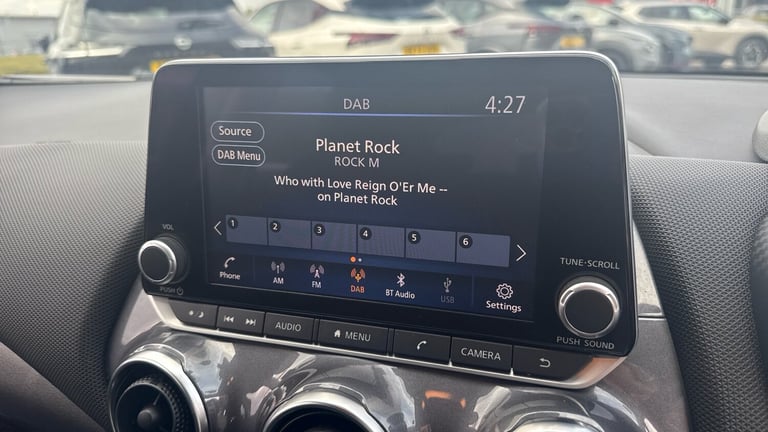 DAB
4:27
Source
DAB Menu
Planet Rock
ROCK M
Who with Love Reign O'Er Me --
on Planet Rock
1 2 3 4 5 6
Phone
AM
FM
DAB
BT Audio
USB
Settings
VOL
PUSH
TUNE·SCROLL
PUSH SOUND
AUDIO
MENU
CAMERA